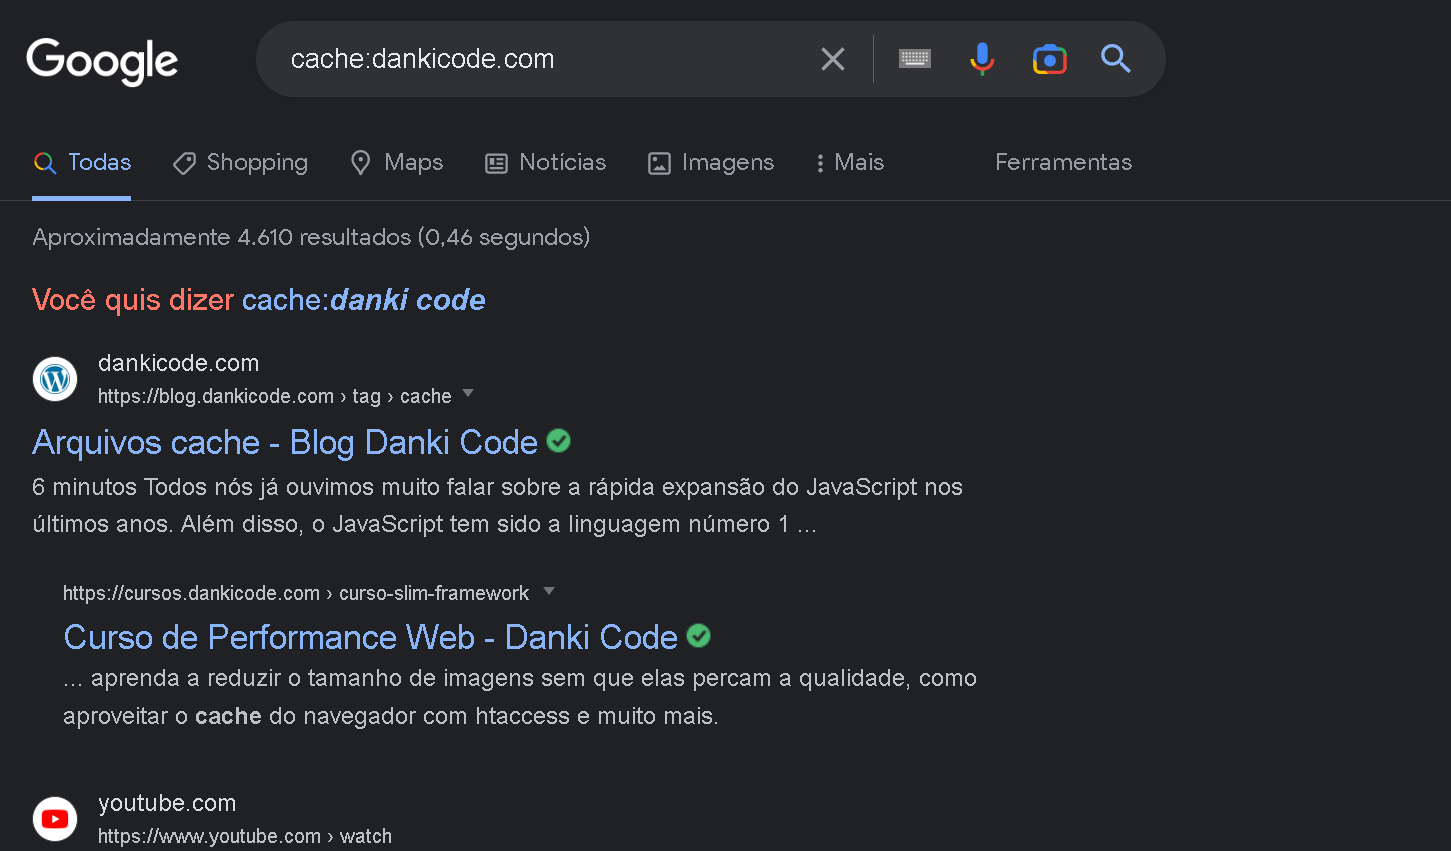 Google
cache:dankicode.com
Todas Shopping Maps Notícias Imagens Mais Ferramentas
Aproximadamente 4.610 resultados (0,46 segundos)
Você quis dizer cache:danki code
dankicode.com
https://blog.dankicode.com › tag › cache
Arquivos cache - Blog Danki Code
6 minutos Todos nós já ouvimos muito falar sobre a rápida expansão do JavaScript nos
últimos anos. Além disso, o JavaScript tem sido a linguagem número 1 ...
https://cursos.dankicode.com › curso-slim-framework
Curso de Performance Web - Danki Code
... aprenda a reduzir o tamanho de imagens sem que elas percam a qualidade, como
aproveitar o cache do navegador com htaccess e muito mais.
youtube.com
https://www.youtube.com › watch